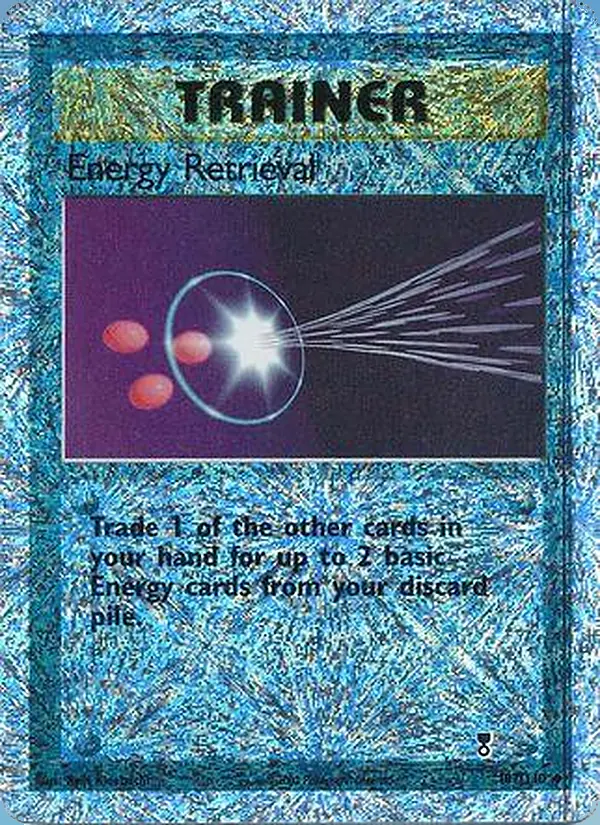 TRAINER
Energy Retrieval
Trade 1 of the other cards in
your hand for up to 2 basic
Energy cards from your discard
pile.